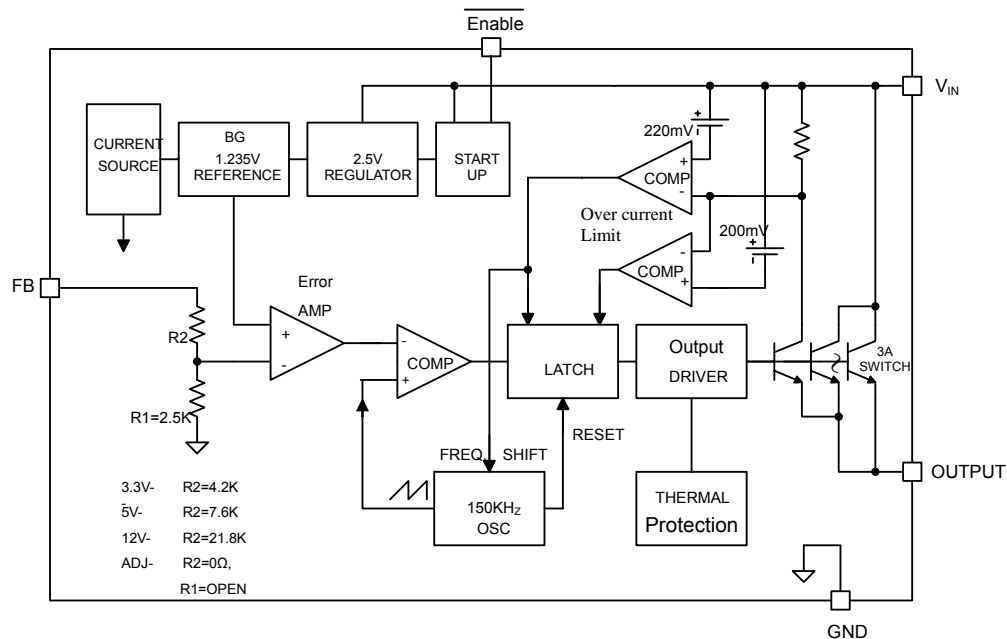 Enable
VIN
CURRENT
SOURCE
BG
1.235V
REFERENCE
2.5V
REGULATOR
START
UP
220mV
+
-
+
COMP
-
Over current
Limit
200mV
+
-
-
COMP
+
FB
R2
R1=2.5K
Error
AMP
+
-
-
COMP
+
LATCH
Output
DRIVER
3A
SWITCH
FREQ. SHIFT
RESET
150KHZ
OSC
THERMAL
Protection
OUTPUT
3.3V- R2=4.2K
5V- R2=7.6K
12V- R2=21.8K
ADJ- R2=0Ω,
R1=OPEN
GND